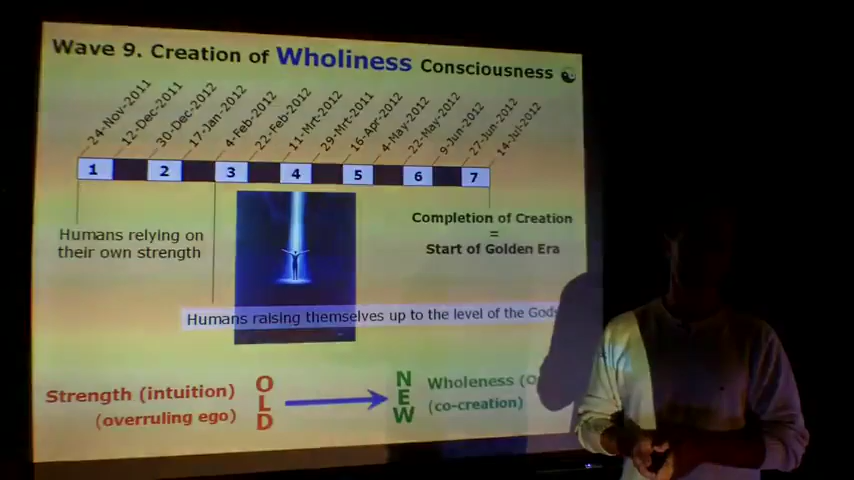 Wave 9. Creation of Wholiness Consciousness
24-Nov-2011
12-Dec-2011
30-Dec-2012
17-Jan-2012
4-Feb-2012
22-Feb-2012
11-Mrt-2012
29-Mrt-2011
16-Apr-2012
4-May-2012
22-May-2012
9-Jun-2012
27-Jun-2012
14-Jul-2012
1 2 3 4 5 6 7
Humans relying on
their own strength
Completion of Creation
=
Start of Golden Era
Humans raising themselves up to the level of the Gods
Strength (intuition)
(overruling ego)
OLD
NEW
Wholeness (O
(co-creation)